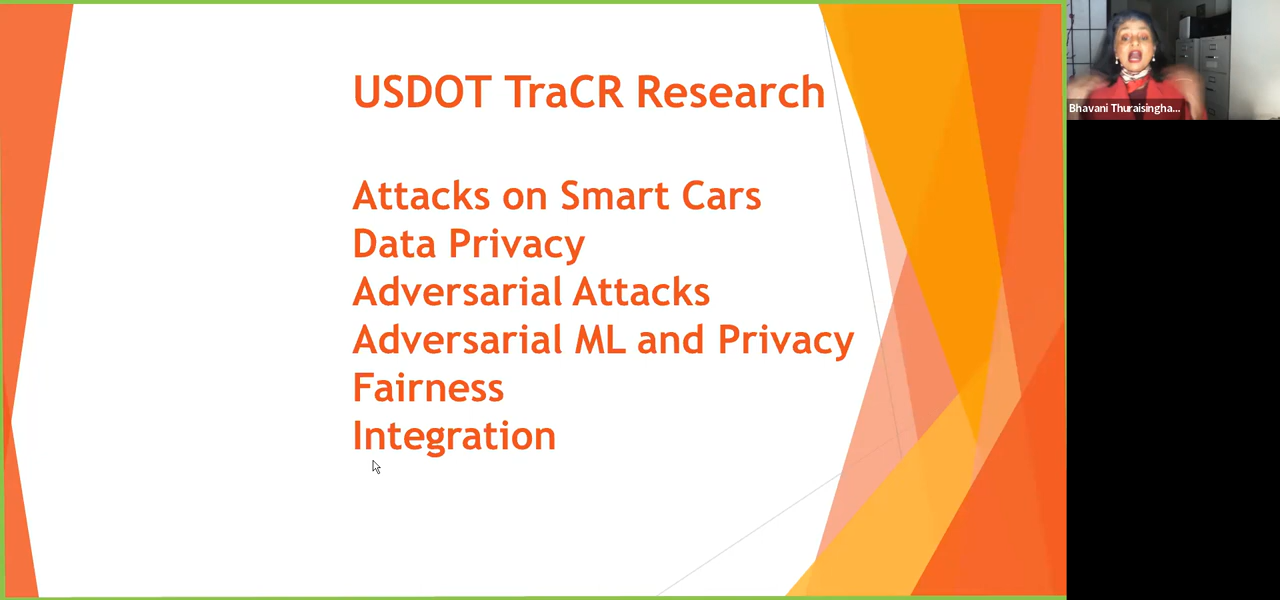 USDOT TraCR Research
Attacks on Smart Cars
Data Privacy
Adversarial Attacks
Adversarial ML and Privacy
Fairness
Integration
Bhavani Thuraisingha...